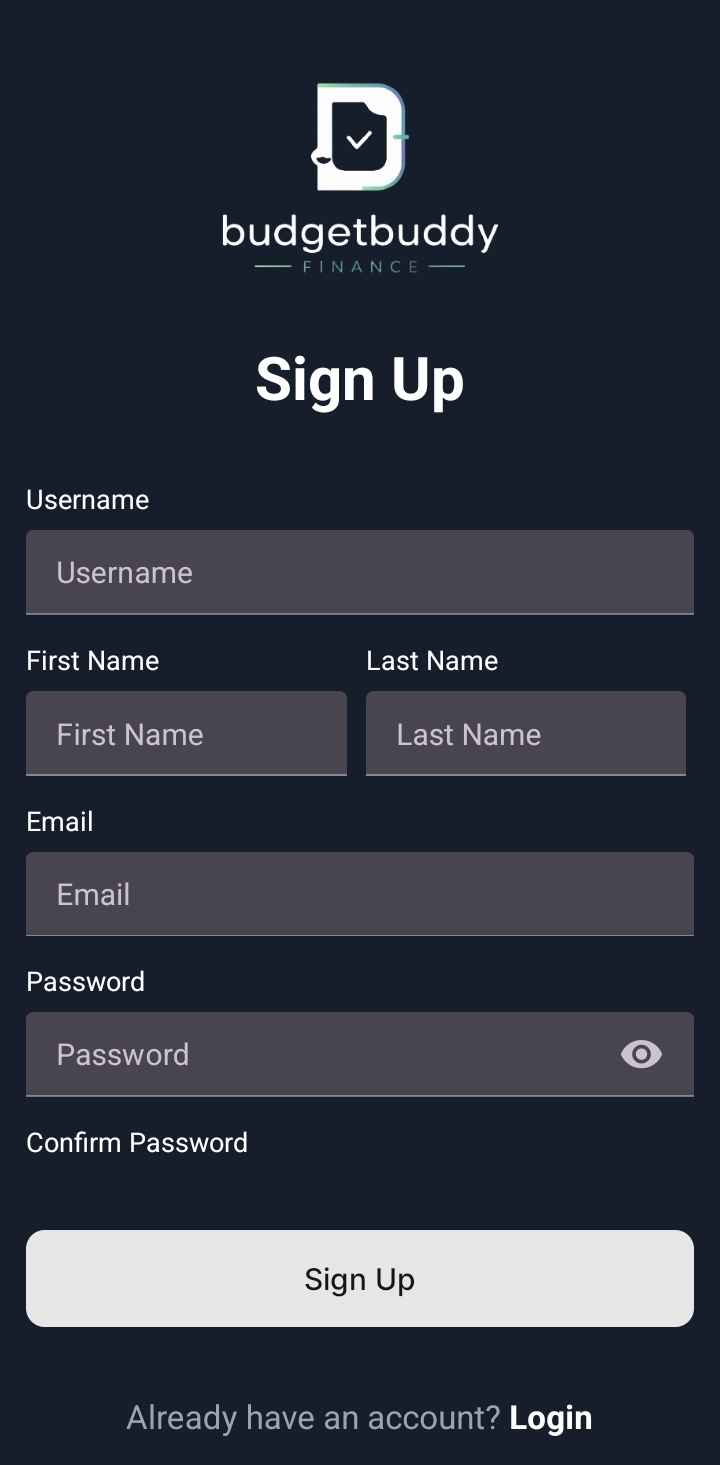 budgetbuddy
FINANCE
Sign Up
Username
Username
First Name Last Name
First Name Last Name
Email
Email
Password
Password
Confirm Password
Sign Up
Already have an account? Login